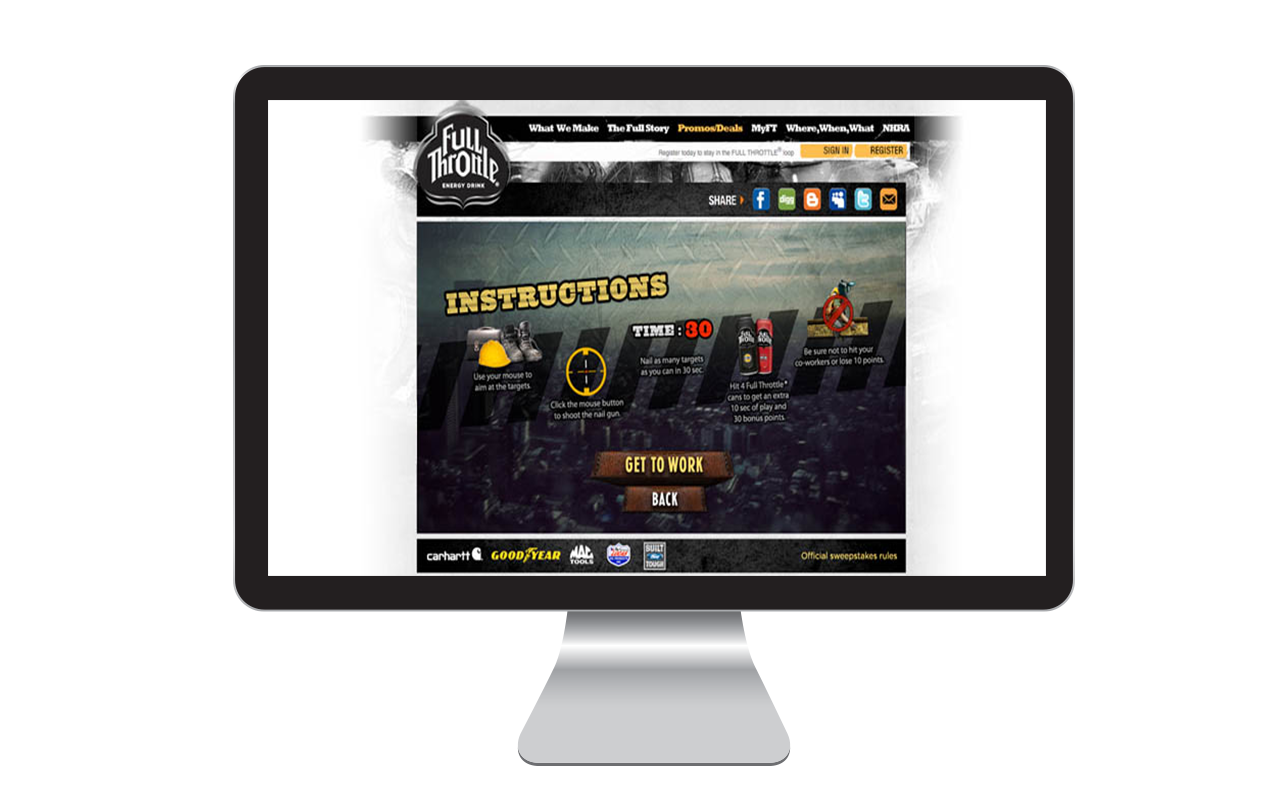 What We Make The Full Story Promos/Deals MyFT Where,When,What NHRA
Full
Throttle®
ENERGY DRINK
Register today to stay in the FULL THROTTLE® loop SIGN IN REGISTER
SHARE
f digg B t
INSTRUCTIONS
Use your mouse to
aim at the targets.
Click the mouse button
to shoot the nail gun.
TIME : 30
Nail as many targets
as you can in 30 sec.
Hit 4 Full Throttle®
cans to get an extra
10 sec of play and
30 bonus points.
Be sure not to hit your
co-workers or lose 10 points.
GET TO WORK
BACK
carhartt GOODYEAR MAC TOOLS BUILT Ford TOUGH Official sweepstakes rules